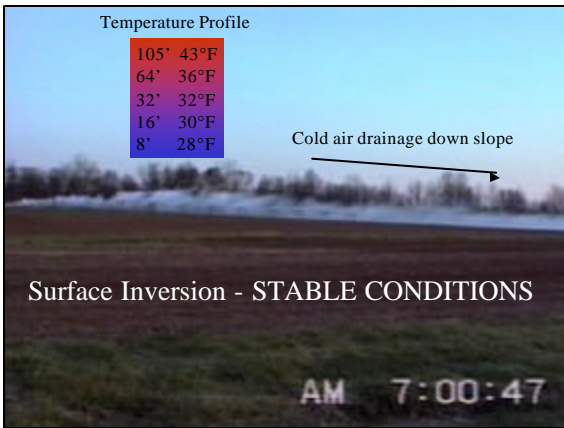 Temperature Profile
105' 43°F
64' 36°F
32' 32°F
16' 30°F
8' 28°F
Cold air drainage down slope
Surface Inversion - STABLE CONDITIONS
AM 7:00:47